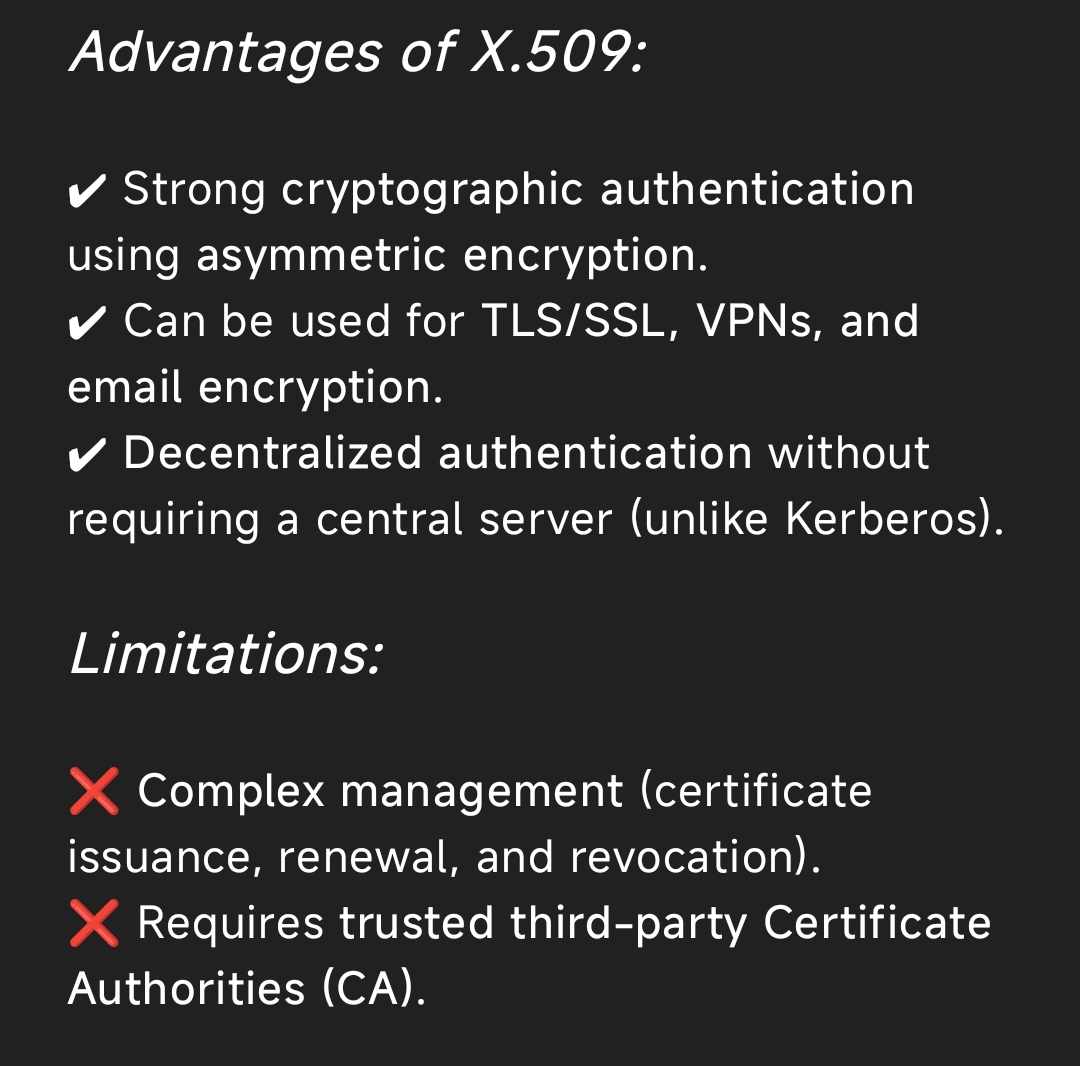 Advantages of X.509:
✔ Strong cryptographic authentication
using asymmetric encryption.
✔ Can be used for TLS/SSL, VPNs, and
email encryption.
✔ Decentralized authentication without
requiring a central server (unlike Kerberos).
Limitations:
❌ Complex management (certificate
issuance, renewal, and revocation).
❌ Requires trusted third-party Certificate
Authorities (CA).